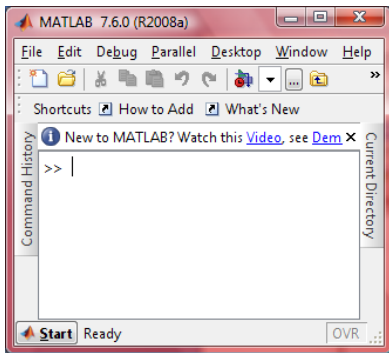 MATLAB 7.6.0 (R2008a)
File Edit Debug Parallel Desktop Window Help
»
Shortcuts How to Add What's New
New to MATLAB? Watch this Video, see Dem
Command History
>>
Current Directory
Start Ready OVR